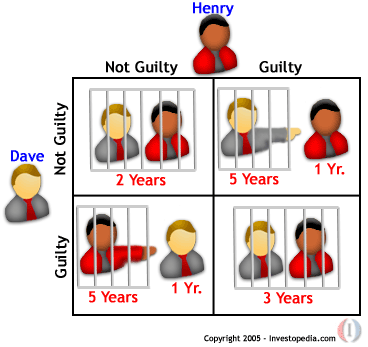 Henry
Not Guilty Guilty
Dave
Not Guilty
2 Years
5 Years
1 Yr.
Guilty
5 Years
1 Yr.
3 Years
Copyright 2005 - Investopedia.com